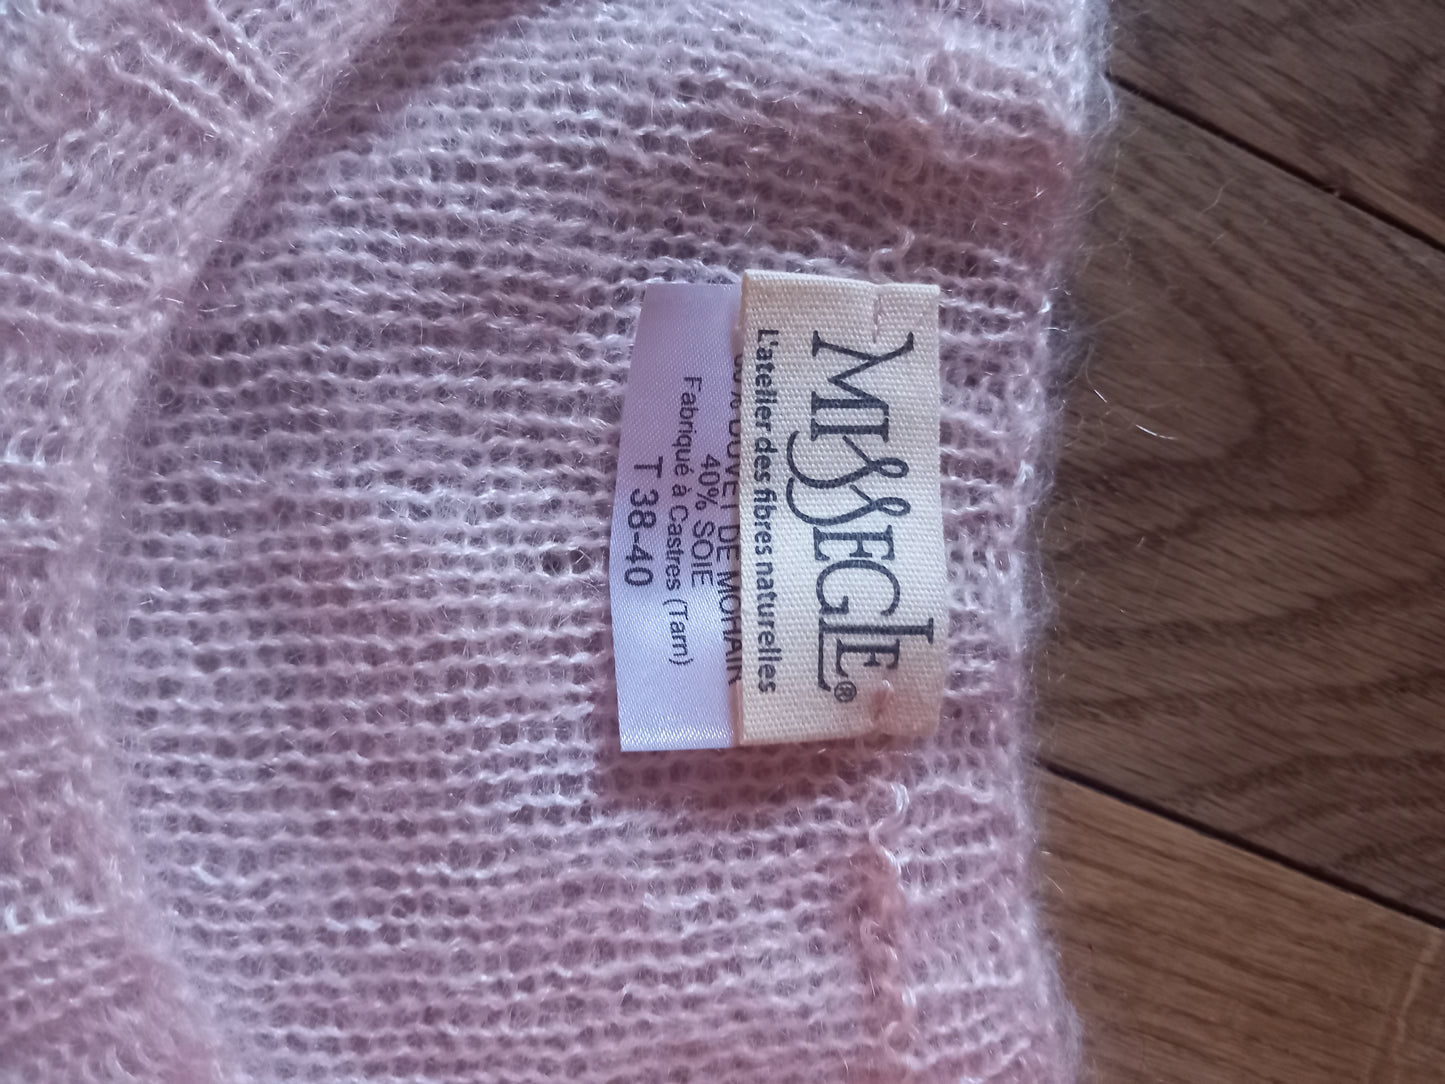 MISSEGLE®
L'atelier des fibres naturelles
DUVET DE MOHAIR
40% SOIE
Fabriqué à Castres (Tarn)
T 38-40